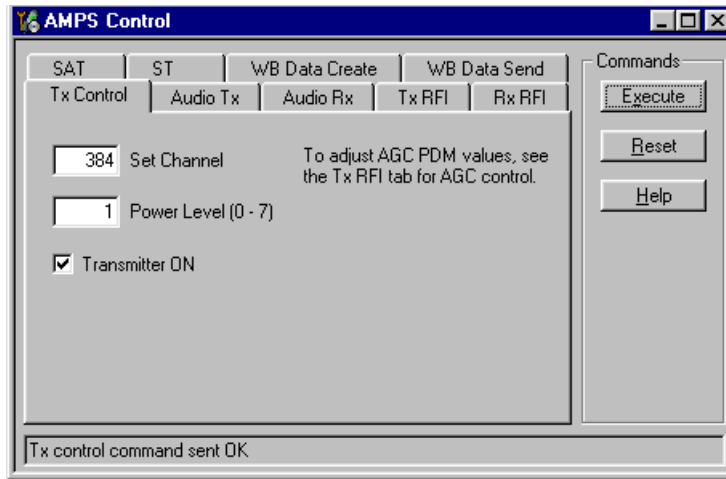 AMPS Control
SAT ST WB Data Create WB Data Send
Tx Control Audio Tx Audio Rx Tx RFI Rx RFI
384 Set Channel
To adjust AGC PDM values, see
the Tx RFI tab for AGC control.
1 Power Level (0 - 7)
Transmitter ON
Commands
Execute
Reset
Help
Tx control command sent OK